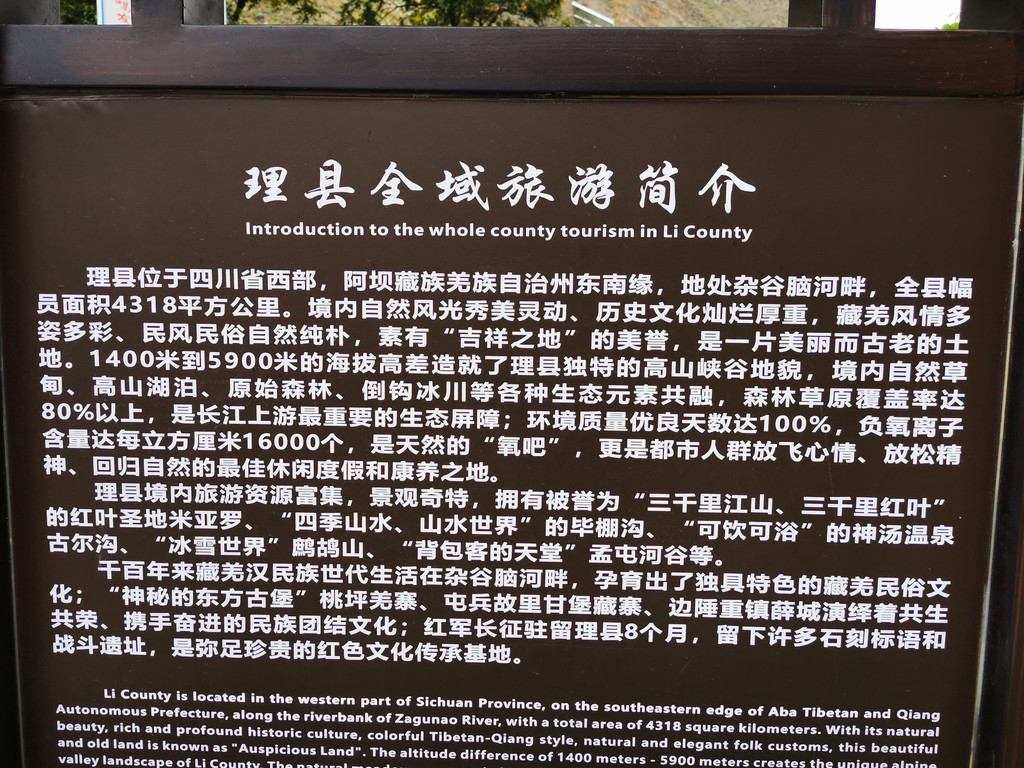 理县全域旅游简介
Introduction to the whole county tourism in Li County
理县位于四川省西部，阿坝藏族羌族自治州东南缘，地处杂谷脑河畔，全县幅
员面积4318平方公里。境内自然风光秀美灵动、历史文化灿烂厚重，藏羌风情多
姿多彩、民风民俗自然纯朴，素有“吉祥之地”的美誉，是一片美丽而古老的土
地。1400米到5900米的海拔高差造就了理县独特的高山峡谷地貌，境内自然草
甸、高山湖泊、原始森林、倒钩冰川等各种生态元素共融，森林草原覆盖率达
80%以上，是长江上游最重要的生态屏障；环境质量优良天数达100%，负氧离子
含量达每立方厘米16000个，是天然的“氧吧”，更是都市人群放飞心情、放松精
神、回归自然的最佳休闲度假和康养之地。
理县境内旅游资源富集，景观奇特，拥有被誉为“三千里江山、三千里红叶”
的红叶圣地米亚罗、“四季山水、山水世界”的毕棚沟、“可饮可浴”的神汤温泉
古尔沟、“冰雪世界”鹧鸪山、“背包客的天堂”孟屯河谷等。
千百年来藏羌汉民族世代生活在杂谷脑河畔，孕育出了独具特色的藏羌民俗文
化；“神秘的东方古堡”桃坪羌寨、屯兵故里甘堡藏寨、边陲重镇薛城演绎着共生
共荣、携手奋进的民族团结文化；红军长征驻留理县8个月，留下许多石刻标语和
战斗遗址，是弥足珍贵的红色文化传承基地。
Li County is located in the western part of Sichuan Province, on the southeastern edge of Aba Tibetan and Qiang
Autonomous Prefecture, along the riverbank of Zagunao River, with a total area of 4318 square kilometers. With its natural
beauty, rich and profound historic culture, colorful Tibetan-Qiang style, natural and elegant folk customs, this beautiful
and old land is known as "Auspicious Land". The altitude difference of 1400 meters - 5900 meters creates the unique alpine
valley landscape of Li County. The natural